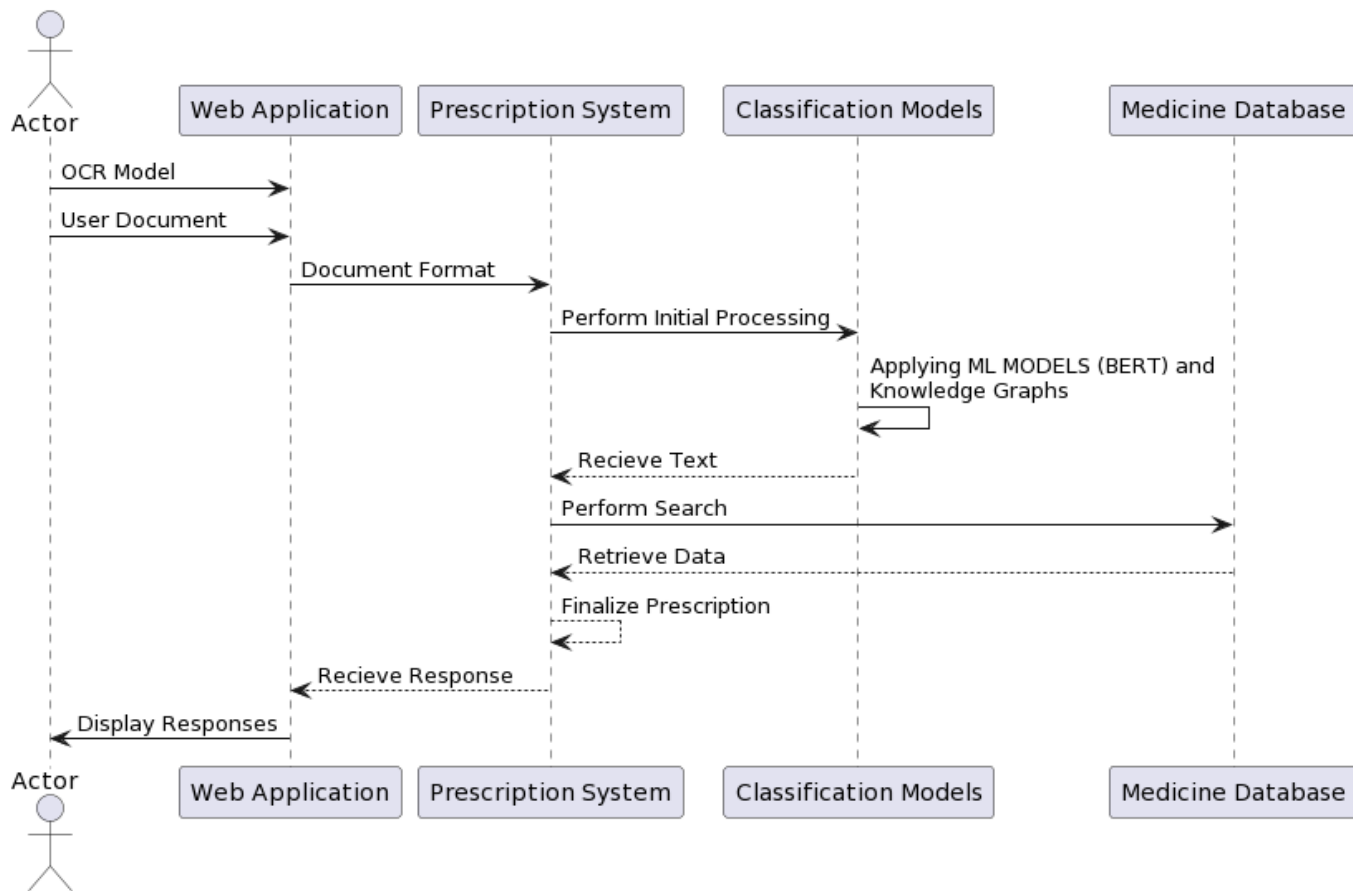 Actor
Web Application
Prescription System
Classification Models
Medicine Database
OCR Model
User Document
Document Format
Perform Initial Processing
Applying ML MODELS (BERT) and
Knowledge Graphs
Recieve Text
Perform Search
Retrieve Data
Finalize Prescription
Recieve Response
Display Responses
Actor
Web Application
Prescription System
Classification Models
Medicine Database